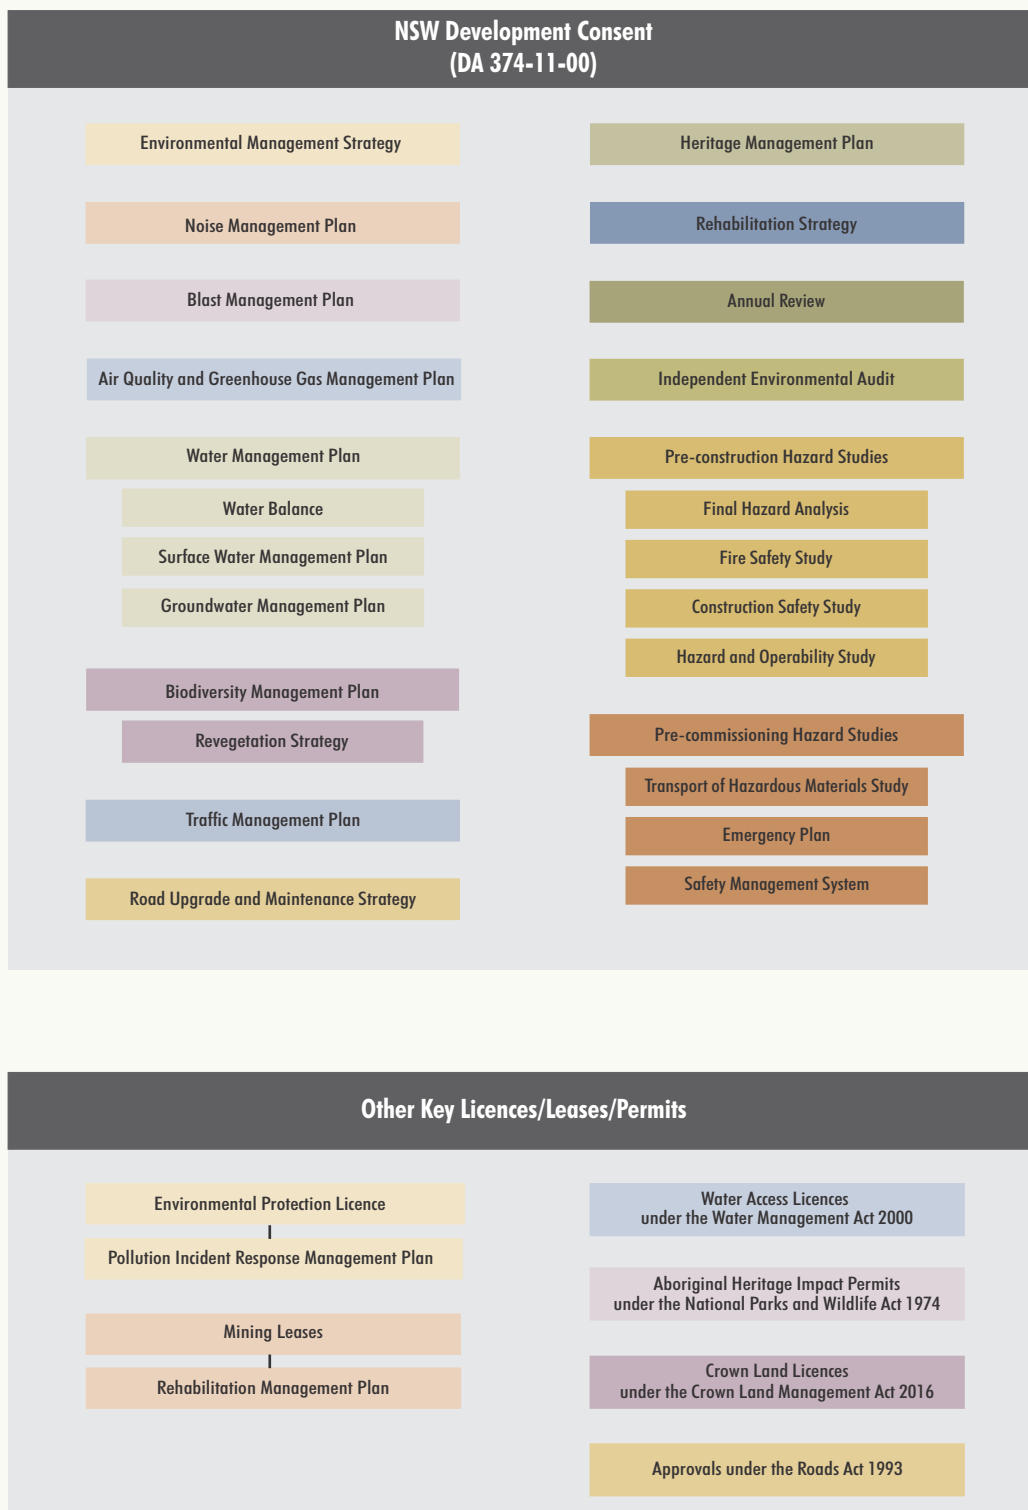 NSW Development Consent
(DA 374-11-00)
Environmental Management Strategy
Noise Management Plan
Blast Management Plan
Air Quality and Greenhouse Gas Management Plan
Water Management Plan
Water Balance
Surface Water Management Plan
Groundwater Management Plan
Biodiversity Management Plan
Revegetation Strategy
Traffic Management Plan
Road Upgrade and Maintenance Strategy
Heritage Management Plan
Rehabilitation Strategy
Annual Review
Independent Environmental Audit
Pre-construction Hazard Studies
Final Hazard Analysis
Fire Safety Study
Construction Safety Study
Hazard and Operability Study
Pre-commissioning Hazard Studies
Transport of Hazardous Materials Study
Emergency Plan
Safety Management System
Other Key Licences/Leases/Permits
Environmental Protection Licence
Pollution Incident Response Management Plan
Mining Leases
Rehabilitation Management Plan
Water Access Licences
under the Water Management Act 2000
Aboriginal Heritage Impact Permits
under the National Parks and Wildlife Act 1974
Crown Land Licences
under the Crown Land Management Act 2016
Approvals under the Roads Act 1993